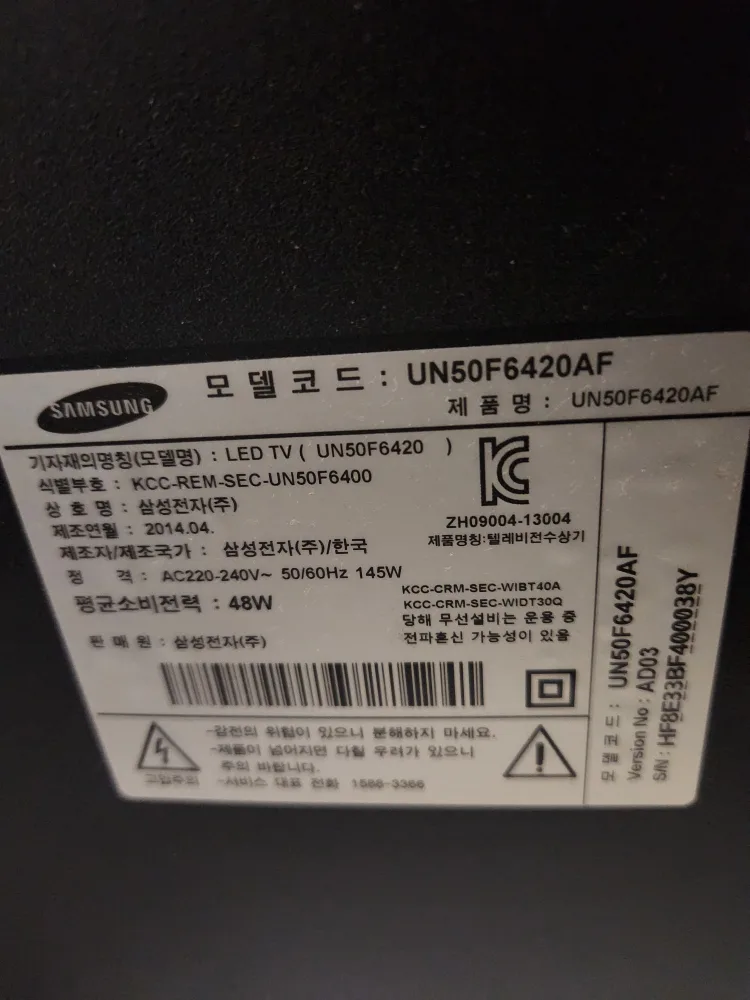 SAMSUNG
모델코드 : UN50F6420AF
제품명 : UN50F6420AF
기자재의명칭(모델명) : LED TV ( UN50F6420 )
식별부호 : KCC-REM-SEC-UN50F6400
상호명 : 삼성전자(주)
제조연월 : 2014.04.
제조자/제조국가 : 삼성전자(주)/한국
정 격 : AC220-240V~ 50/60Hz 145W
평균소비전력 : 48W
판매원 : 삼성전자(주)
ZH09004-13004
제품명칭:텔레비전수상기
KCC-CRM-SEC-WIBT40A
KCC-CRM-SEC-WIDT30Q
당해 무선설비는 운용 중
전파혼신 가능성이 있음
-감전의 위험이 있으니 분해하지 마세요.
-제품이 넘어지면 다칠 우려가 있으니
주의 바랍니다.
-서비스 대표 전화 1588-3366
고압주의
모델코드 : UN50F6420AF
Version No : AD03
S/N : HF8E33BF400038Y